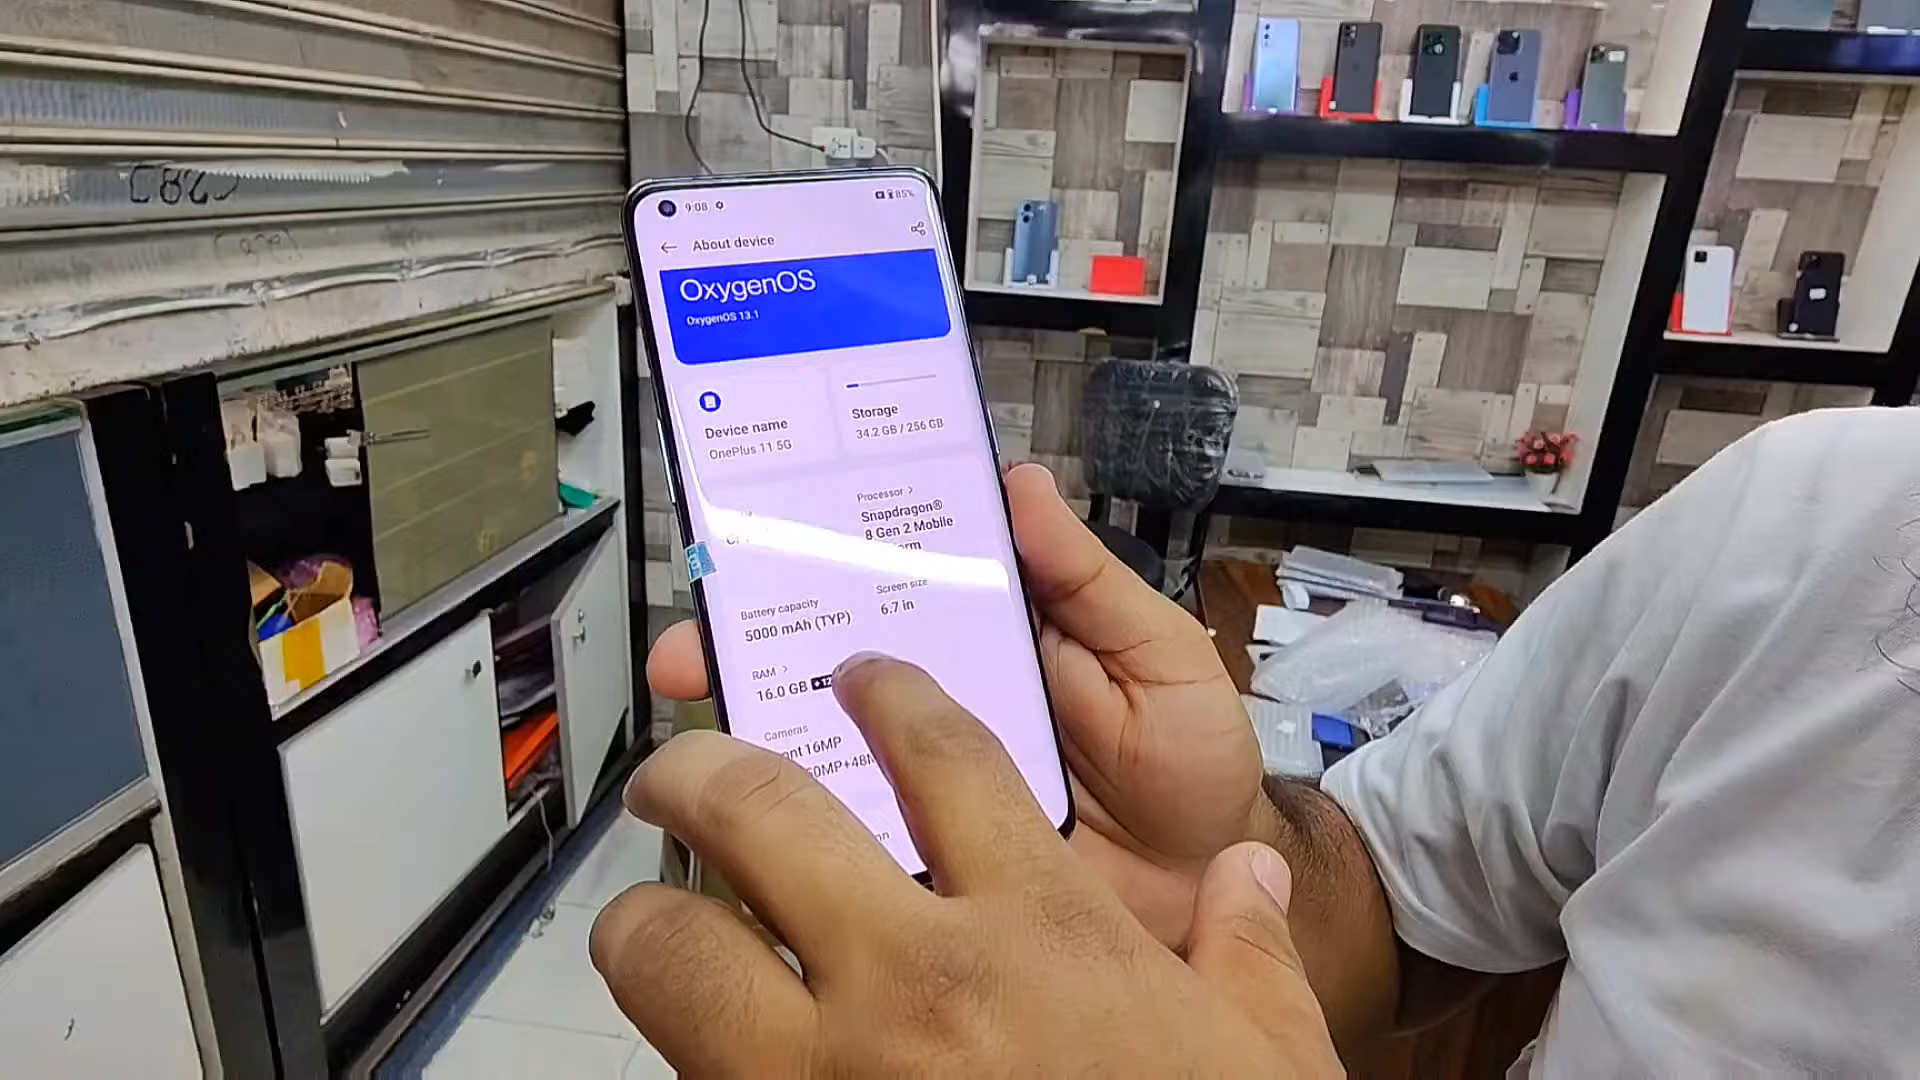 9:08
85%
About device
OxygenOS
OxygenOS 13.1
Device name
OnePlus 11 5G
Storage
34.2 GB / 256 GB
Processor
Snapdragon®
8 Gen 2 Mobile
Battery capacity
5000 mAh (TYP)
Screen size
6.7 in
RAM
16.0 GB
Cameras
16MP